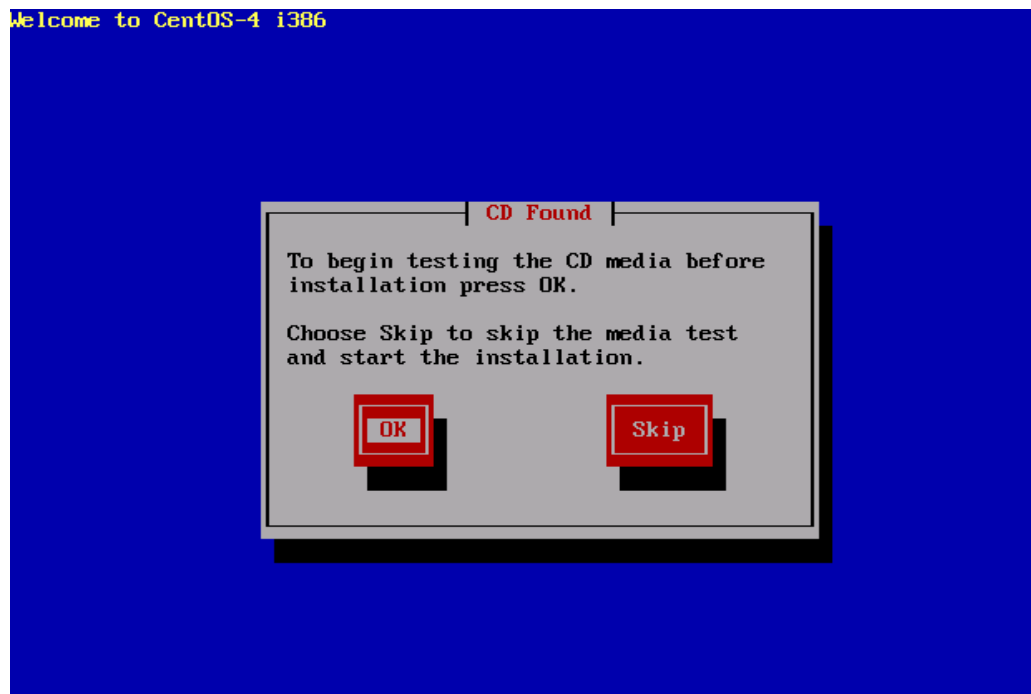 Welcome to CentOS-4 i386
CD Found
To begin testing the CD media before
installation press OK.
Choose Skip to skip the media test
and start the installation.
OK
Skip